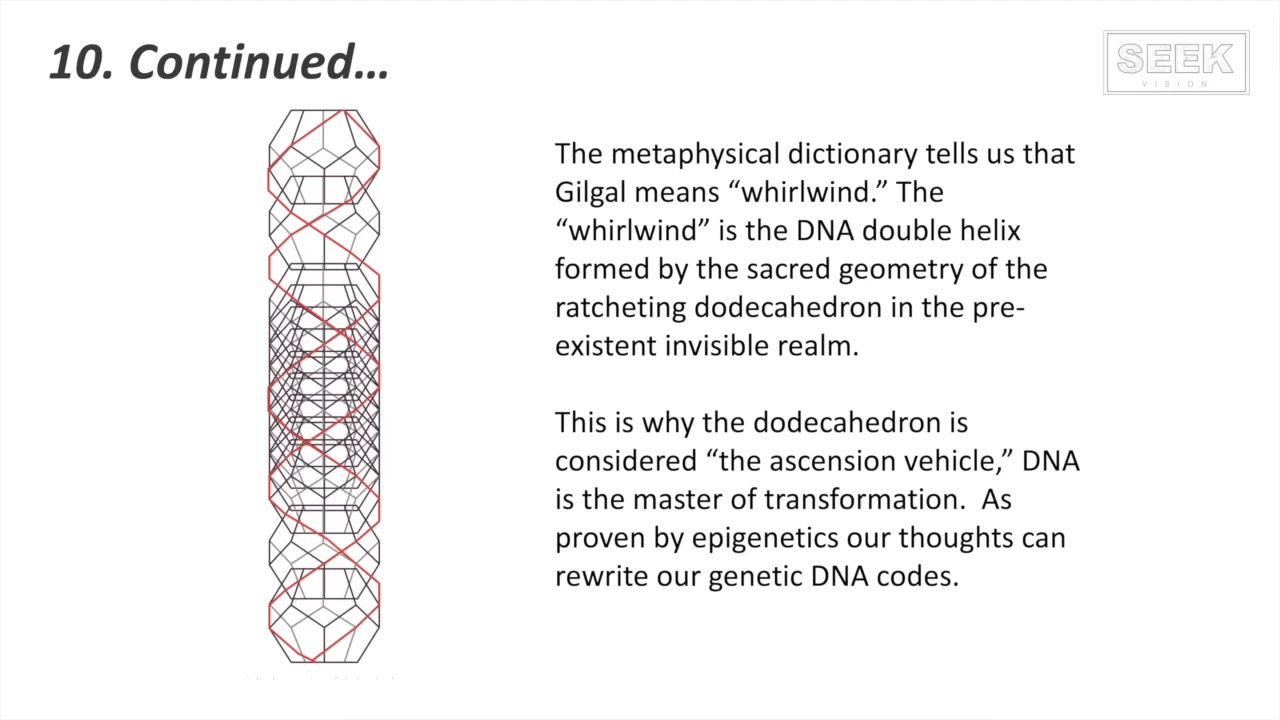 10. Continued...
SEEK
VISION
The metaphysical dictionary tells us that
Gilgal means “whirlwind.” The
“whirlwind” is the DNA double helix
formed by the sacred geometry of the
ratcheting dodecahedron in the pre-
existent invisible realm.
This is why the dodecahedron is
considered “the ascension vehicle,” DNA
is the master of transformation.  As
proven by epigenetics our thoughts can
rewrite our genetic DNA codes.